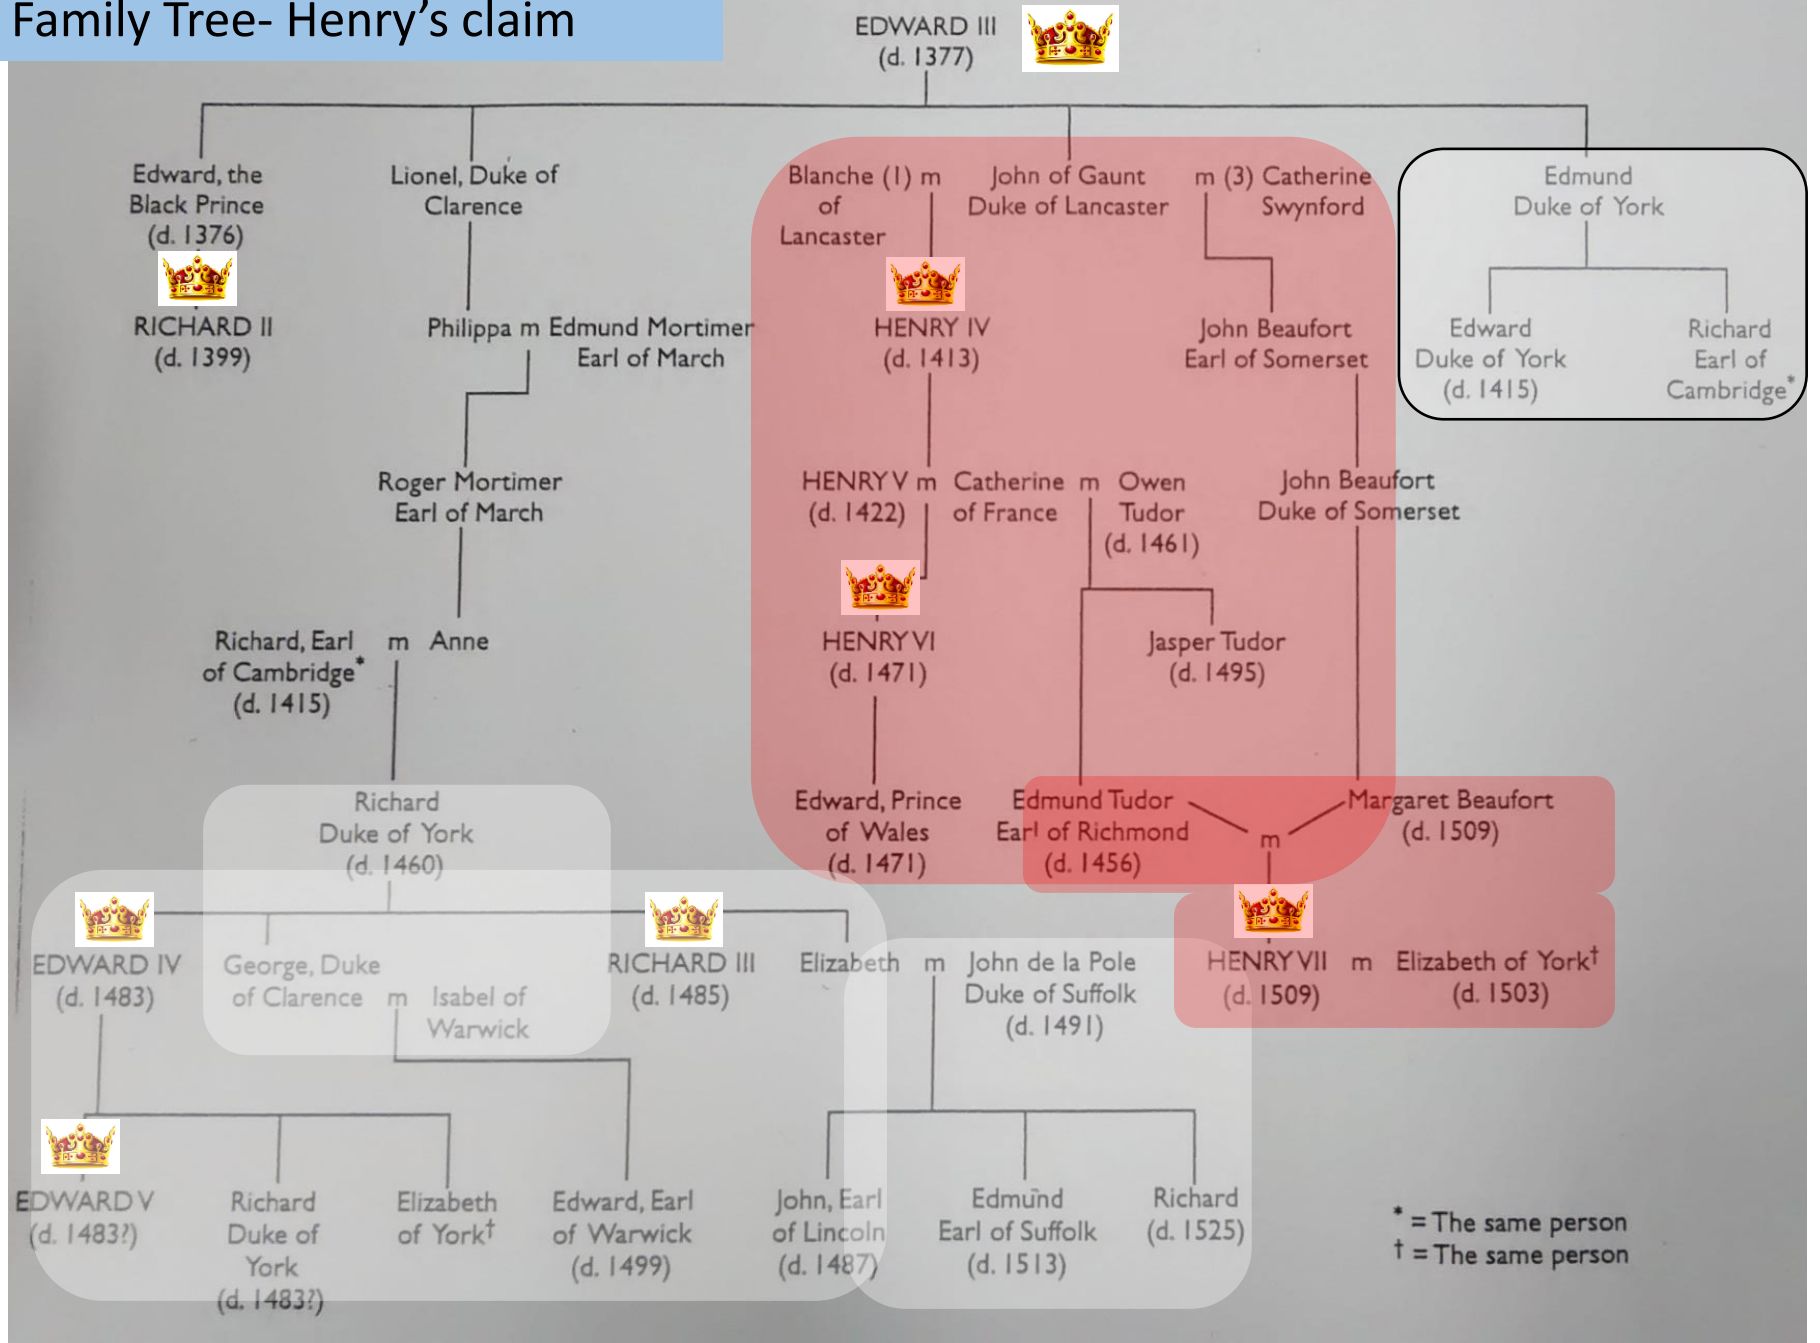 Family Tree- Henry's claim
EDWARD III
(d. 1377)
Edward, the
Black Prince
(d. 1376)
Lionel, Duke of
Clarence
Blanche (1) m
of
Lancaster
John of Gaunt
Duke of Lancaster
m (3) Catherine
Swynford
Edmund
Duke of York
RICHARD II
(d. 1399)
Philippa m Edmund Mortimer
Earl of March
HENRY IV
(d. 1413)
John Beaufort
Earl of Somerset
Edward
Duke of York
(d. 1415)
Richard
Earl of
Cambridge*
Roger Mortimer
Earl of March
HENRY V m Catherine m Owen
(d. 1422) of France Tudor
(d. 1461)
John Beaufort
Duke of Somerset
Richard, Earl m Anne
of Cambridge*
(d. 1415)
HENRY VI
(d. 1471)
Jasper Tudor
(d. 1495)
Richard
Duke of York
(d. 1460)
Edward, Prince
of Wales
(d. 1471)
Edmund Tudor
Earl of Richmond
(d. 1456)
m
Margaret Beaufort
(d. 1509)
EDWARD IV
(d. 1483)
George, Duke
of Clarence m Isabel of
Warwick
RICHARD III
(d. 1485)
Elizabeth m John de la Pole
Duke of Suffolk
(d. 1491)
HENRY VII m Elizabeth of York†
(d. 1509) (d. 1503)
EDWARD V
(d. 1483?)
Richard
Duke of
York
(d. 1483?)
Elizabeth
of York†
Edward, Earl
of Warwick
(d. 1499)
John, Earl
of Lincoln
(d. 1487)
Edmund
Earl of Suffolk
(d. 1513)
Richard
(d. 1525)
* = The same person
† = The same person